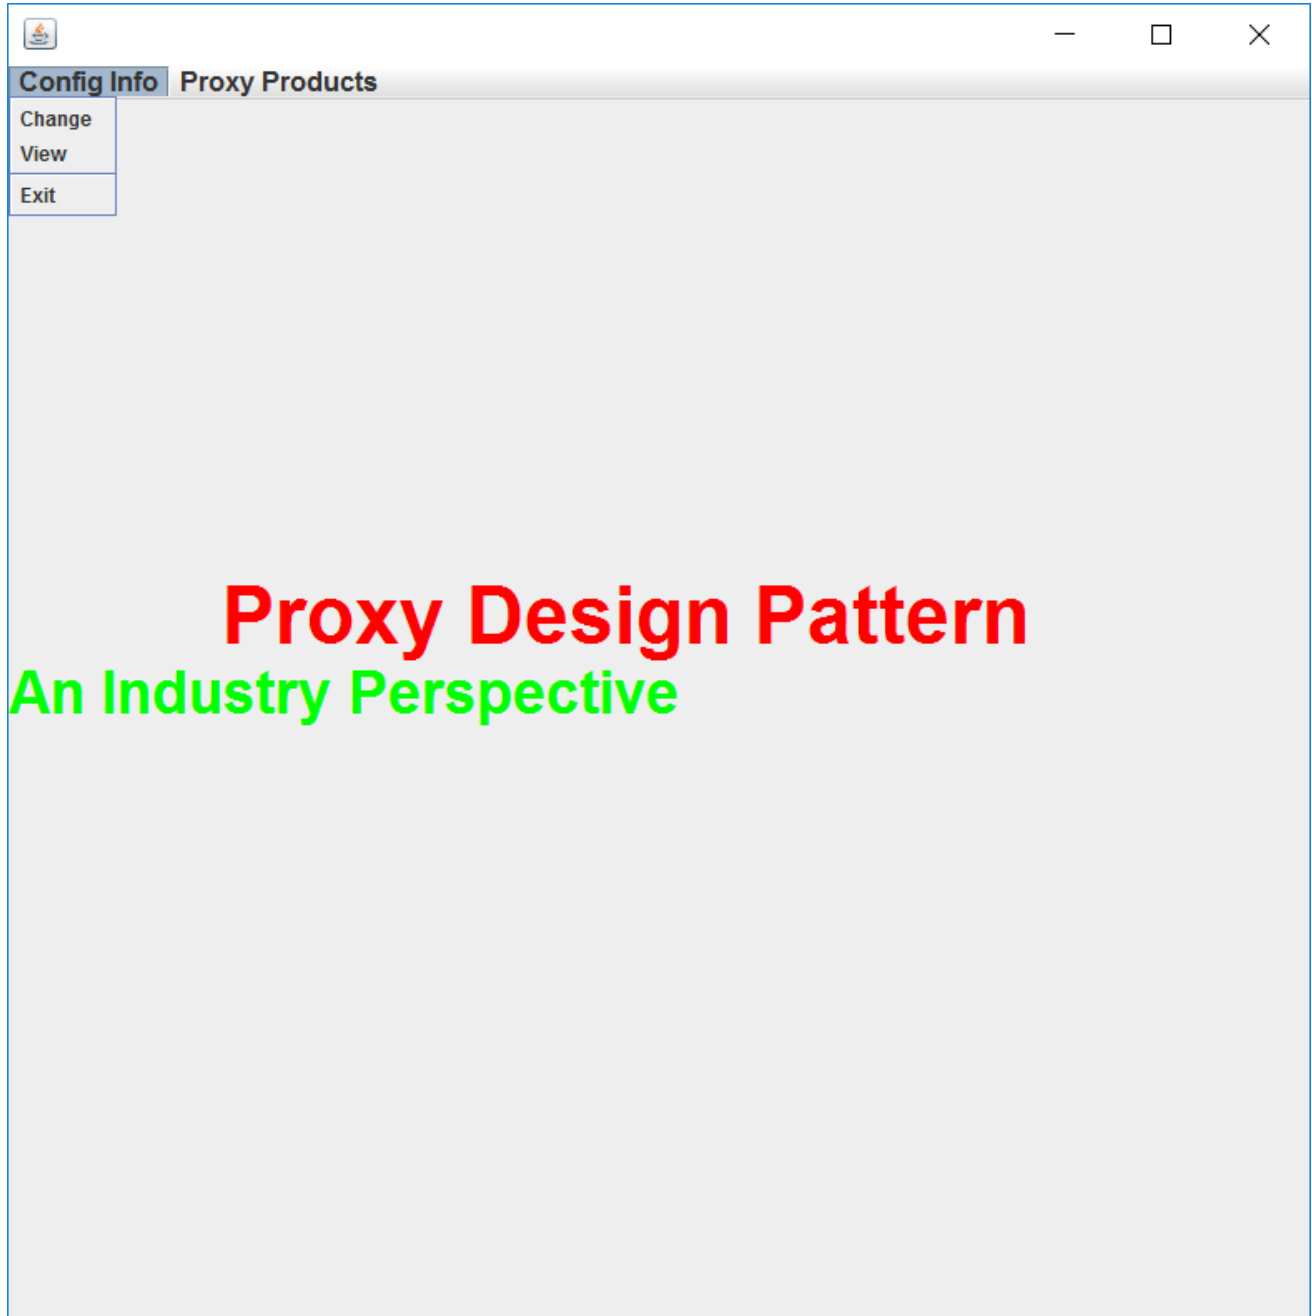 Config Info Proxy Products
Change
View
Exit
Proxy Design Pattern
An Industry Perspective